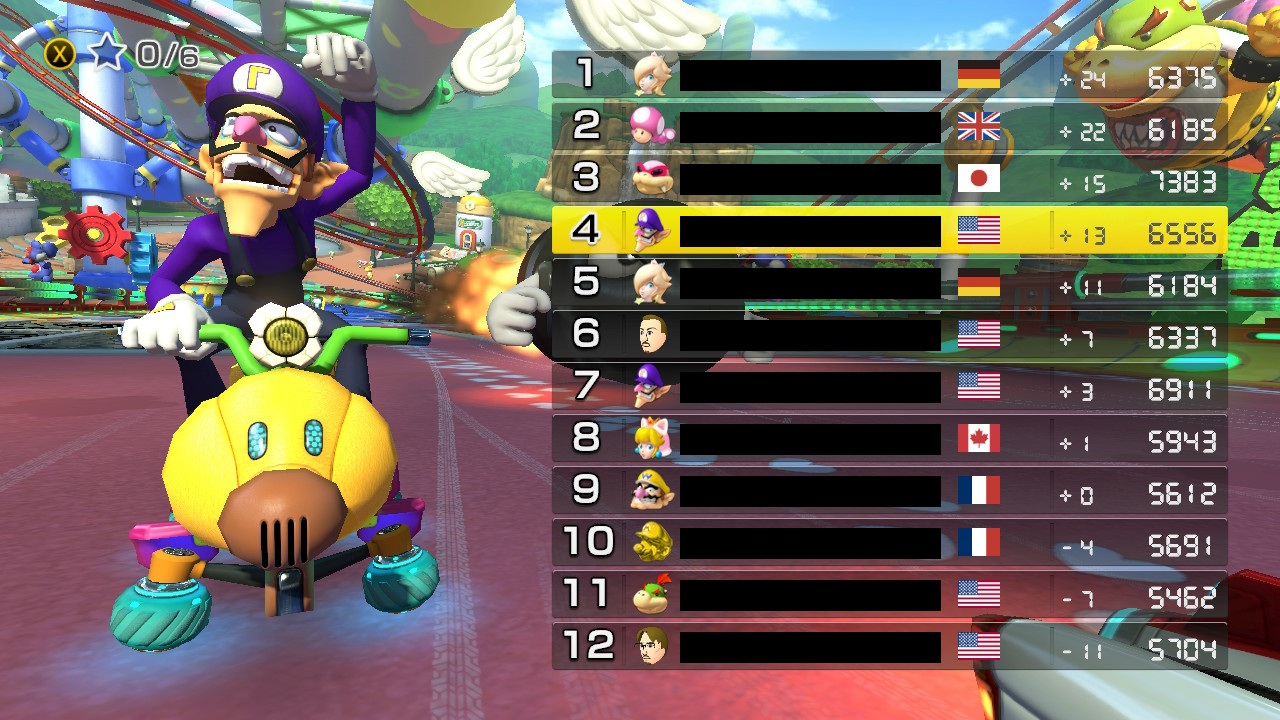 X 0/6
1 + 24 6375
2 + 22 6185
3 + 15 7383
4 + 13 6556
5 + 11 6184
6 + 7 6337
7 + 3 6911
8 + 1 5943
9 + 0 5612
10 - 4 5691
11 - 7 5462
12 - 11 5704